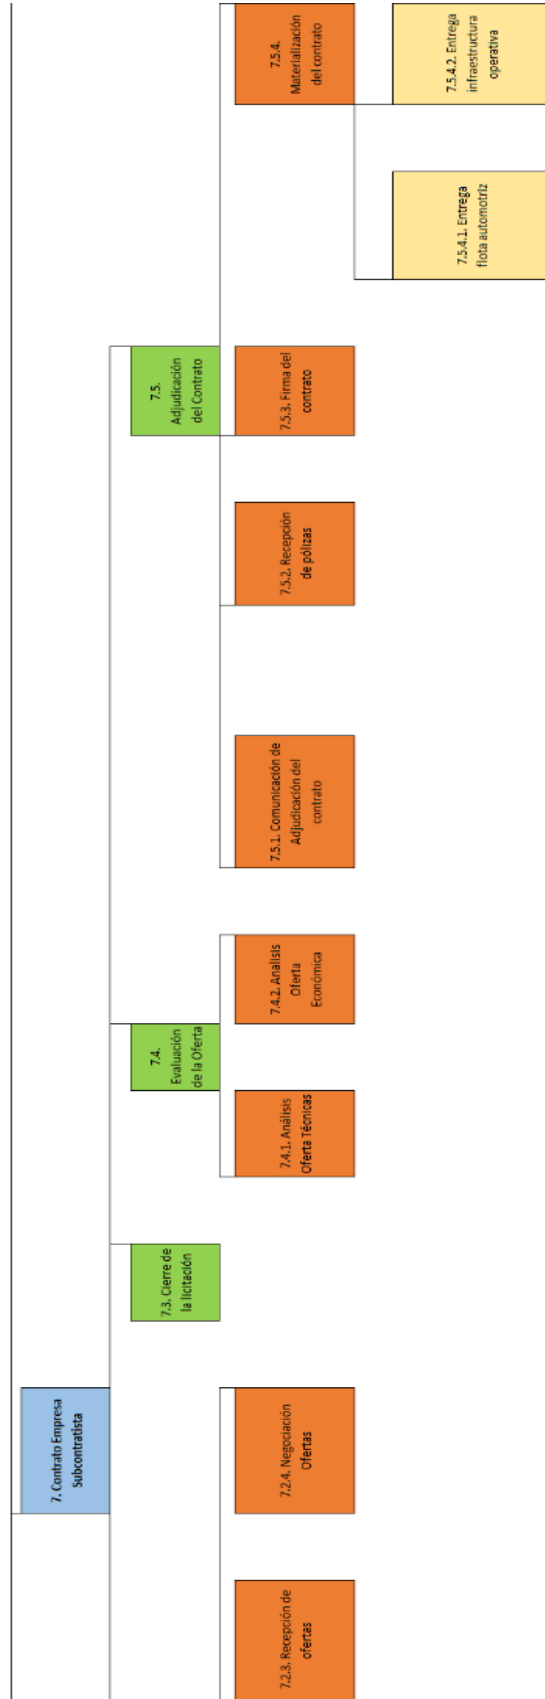 7. Contrato Empresa
Subcontratista
7.2.3. Recepción de
ofertas
7.2.4. Negociación
Ofertas
7.3. Cierre de
la licitación
7.4.
Evaluación
de la Oferta
7.4.1. Análisis
Oferta Técnicas
7.4.2. Analisis
Oferta
Económica
7.5.
Adjudicación
del Contrato
7.5.1. Comunicación de
Adjudicación del
contrato
7.5.2. Recepción
de pólizas
7.5.3. Firma del
contrato
7.5.4.
Materialización
del contrato
7.5.4.1. Entrega
flota automotriz
7.5.4.2. Entrega
infraestructura
operativa